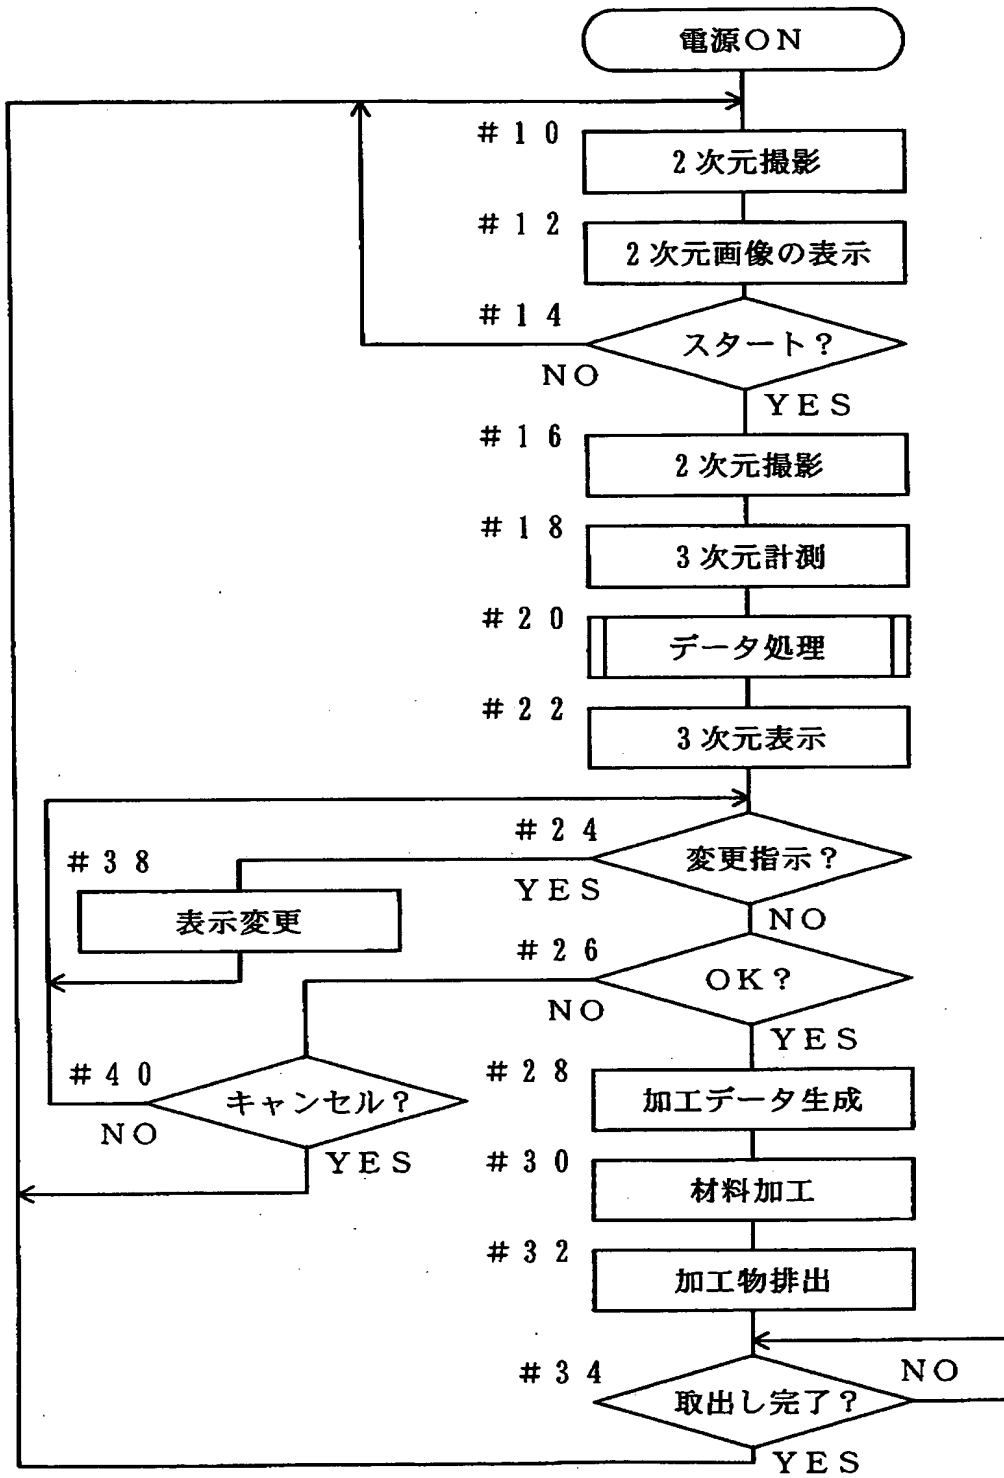 電源ON
#10
2次元撮影
#12
2次元画像の表示
#14
スタート?
NO
YES
#16
2次元撮影
#18
3次元計測
#20
データ処理
#22
3次元表示
#24
変更指示?
YES
NO
#38
表示変更
#26
OK?
NO
YES
#40
キャンセル?
NO
YES
#28
加工データ生成
#30
材料加工
#32
加工物排出
#34
取出し完了?
NO
YES